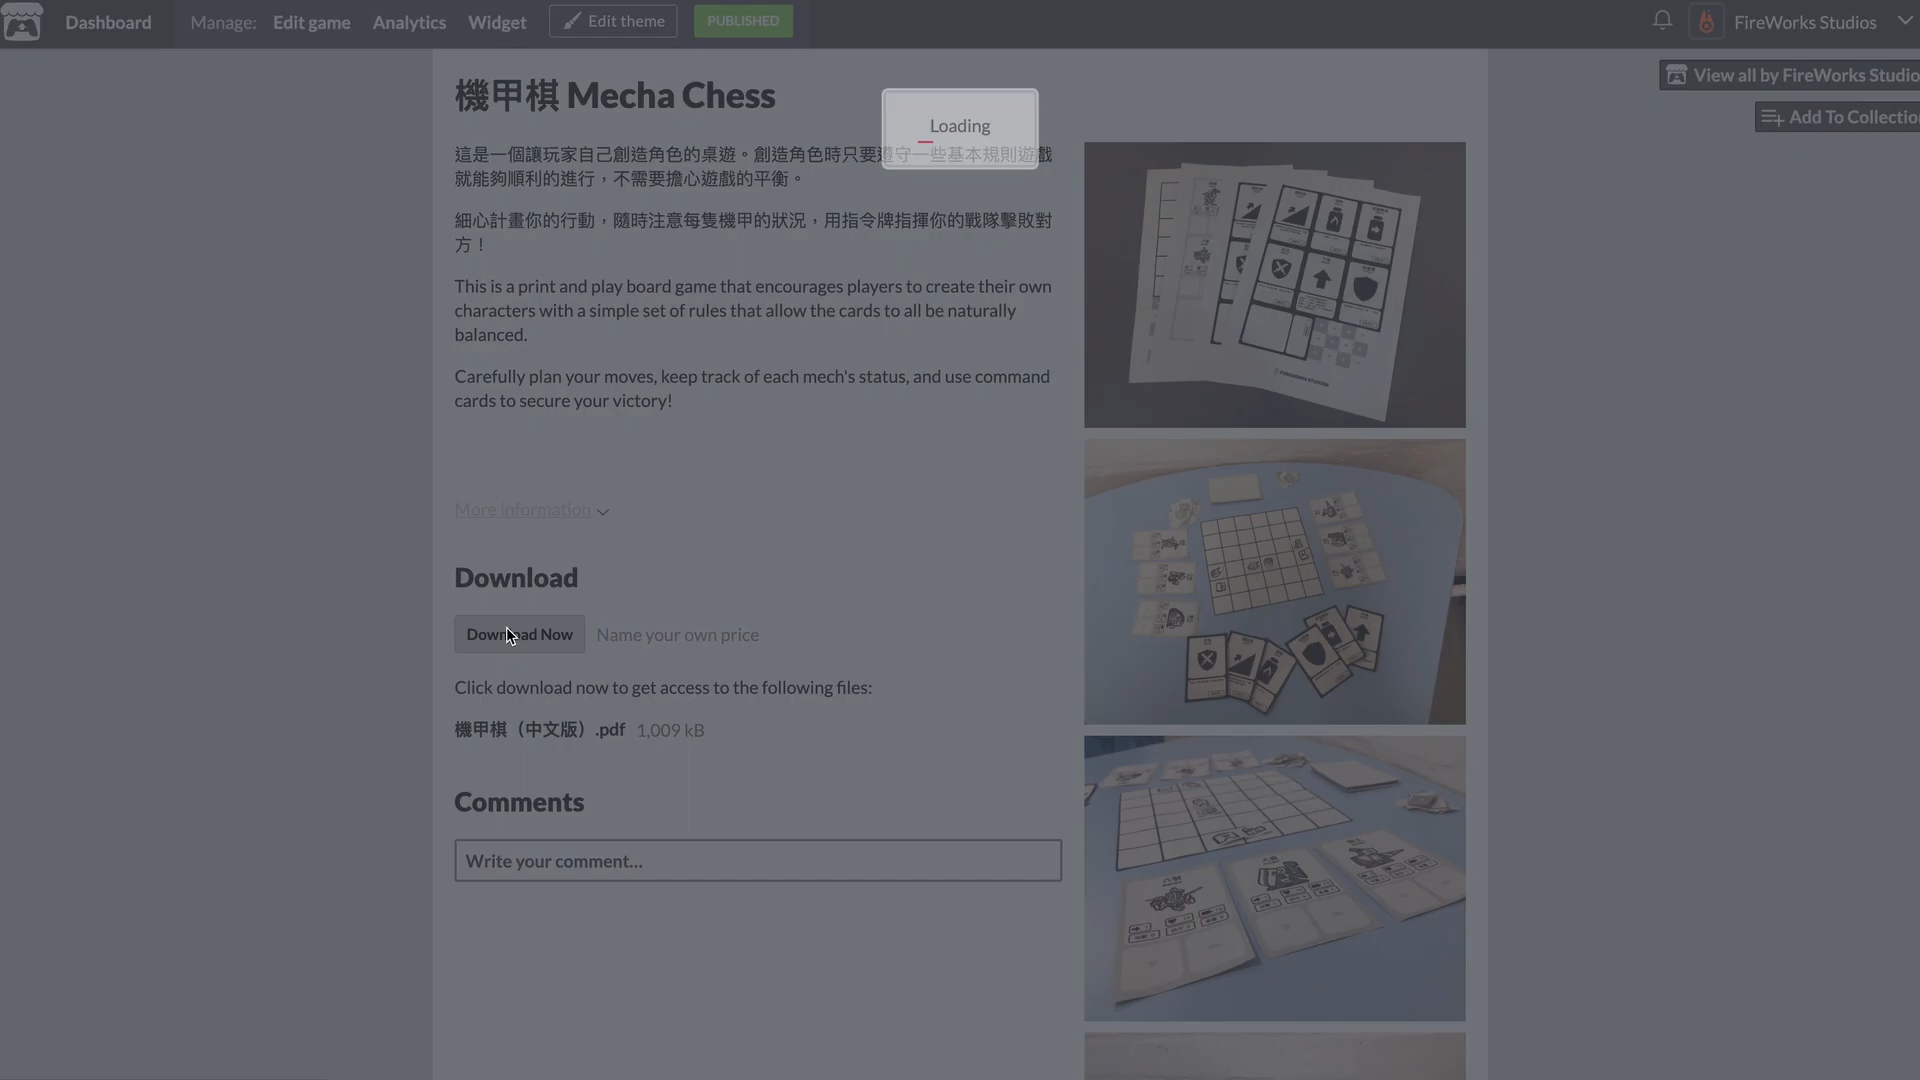 Dashboard
Manage: Edit game Analytics Widget Edit theme PUBLISHED
FireWorks Studios
View all by FireWorks Studio
Add To Collectio
機甲棋 Mecha Chess
Loading
這是一個讓玩家自己創造角色的桌遊。創造角色時只要遵守一些基本規則遊戲
就能夠順利的進行，不需要擔心遊戲的平衡。
細心計畫你的行動，隨時注意每隻機甲的狀況，用指令牌指揮你的戰隊擊敗對
方！
This is a print and play board game that encourages players to create their own
characters with a simple set of rules that allow the cards to all be naturally
balanced.
Carefully plan your moves, keep track of each mech's status, and use command
cards to secure your victory!
More information
Download
Download Now Name your own price
Click download now to get access to the following files:
機甲棋（中文版）.pdf 1,009 kB
Comments
Write your comment...
FIREWORKS STUDIOS